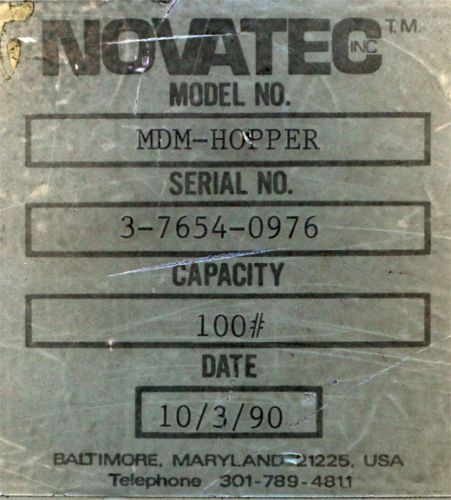 NOVATEC INC T.M.
MODEL NO.
MDM-HOPPER
SERIAL NO.
3-7654-0976
CAPACITY
100#
DATE
10/3/90
BALTIMORE, MARYLAND 21225, USA
Telephone 301-789-4811